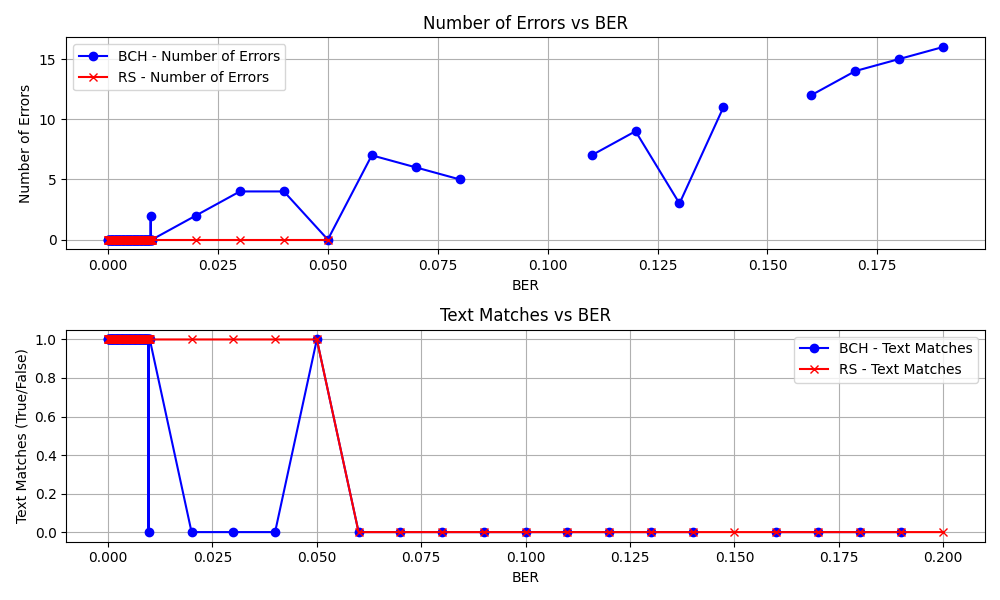 Number of Errors vs BER
Number of Errors
15
10
5
0
BCH - Number of Errors
RS - Number of Errors
0.000 0.025 0.050 0.075 0.100 0.125 0.150 0.175
BER
Text Matches vs BER
Text Matches (True/False)
1.0
0.8
0.6
0.4
0.2
0.0
BCH - Text Matches
RS - Text Matches
0.000 0.025 0.050 0.075 0.100 0.125 0.150 0.175 0.200
BER